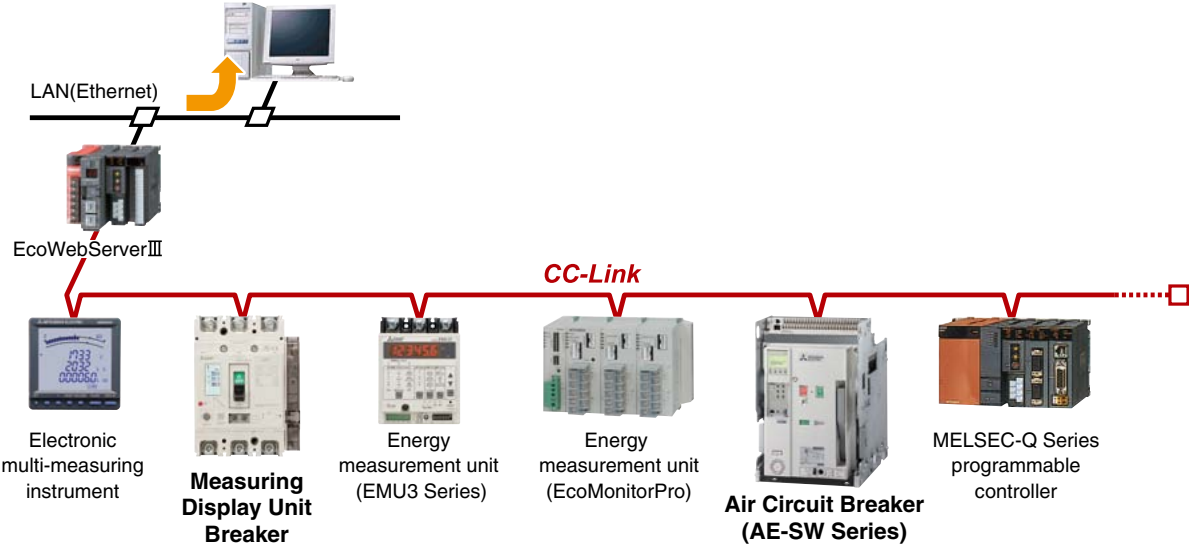 LAN(Ethernet)
EcoWebServerⅢ
CC-Link
Electronic
multi-measuring
instrument
Measuring
Display Unit
Breaker
Energy
measurement unit
(EMU3 Series)
Energy
measurement unit
(EcoMonitorPro)
Air Circuit Breaker
(AE-SW Series)
MELSEC-Q Series
programmable
controller
123456